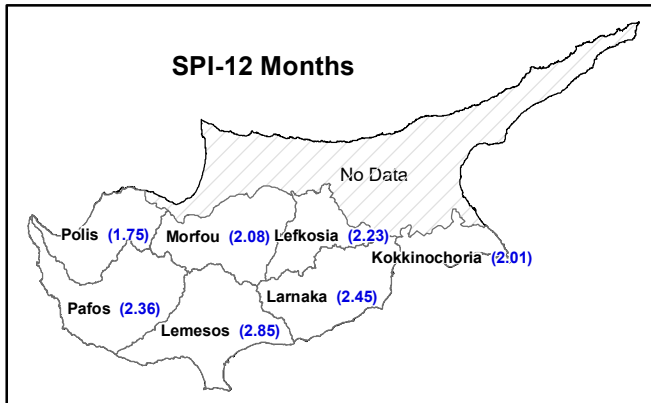 SPI-12 Months
No Data
Polis (1.75)
Morfou (2.08)
Lefkosia (2.23)
Kokkinochoria (2.01)
Pafos (2.36)
Larnaka (2.45)
Lemesos (2.85)